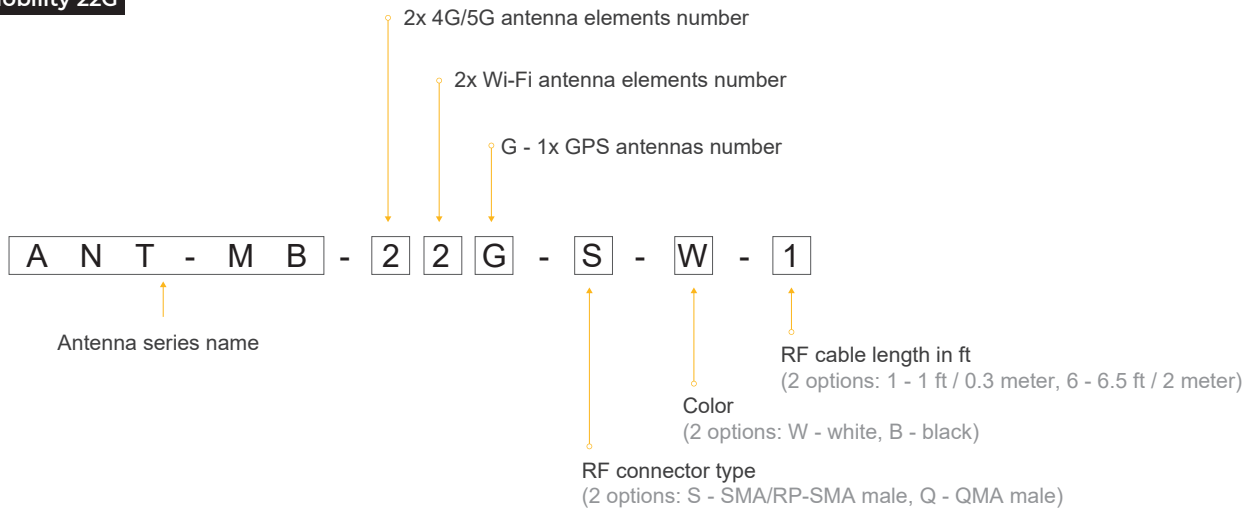 22G
2x 4G/5G antenna elements number
2x Wi-Fi antenna elements number
G - 1x GPS antennas number
A N T - M B - 2 2 G - S - W - 1
Antenna series name
RF cable length in ft
(2 options: 1 - 1 ft / 0.3 meter, 6 - 6.5 ft / 2 meter)
Color
(2 options: W - white, B - black)
RF connector type
(2 options: S - SMA/RP-SMA male, Q - QMA male)